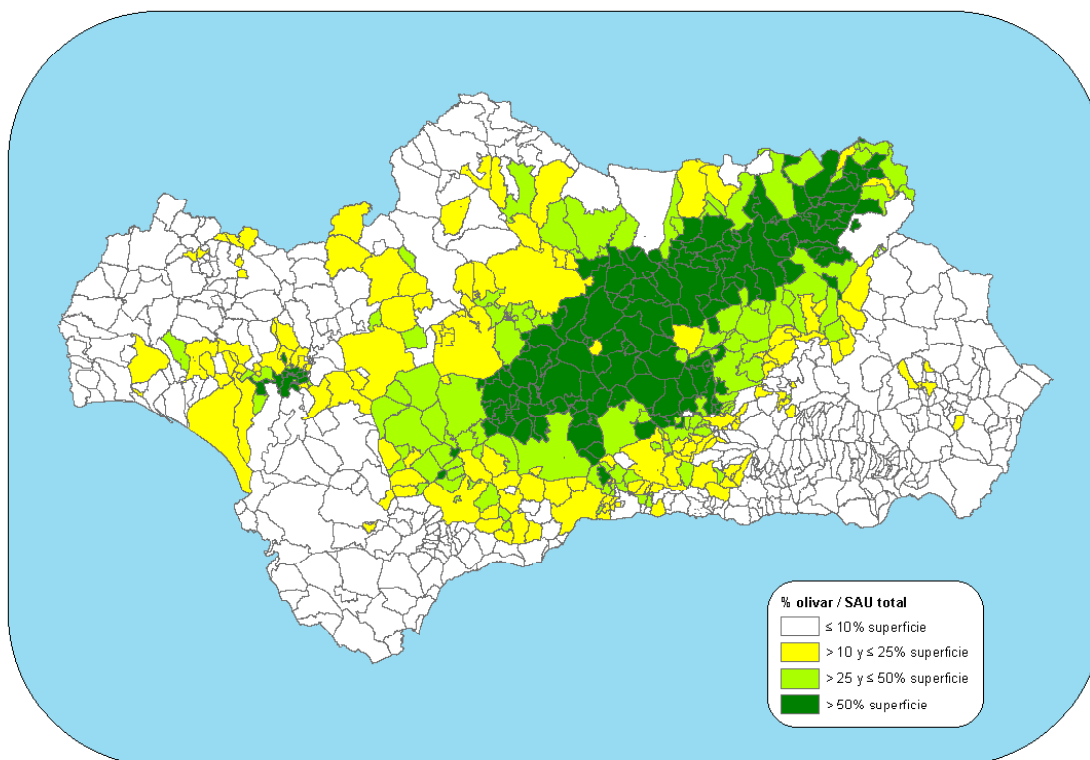 % olivar / SAU total
≤ 10% superficie
> 10 y ≤ 25% superficie
> 25 y ≤ 50% superficie
> 50% superficie